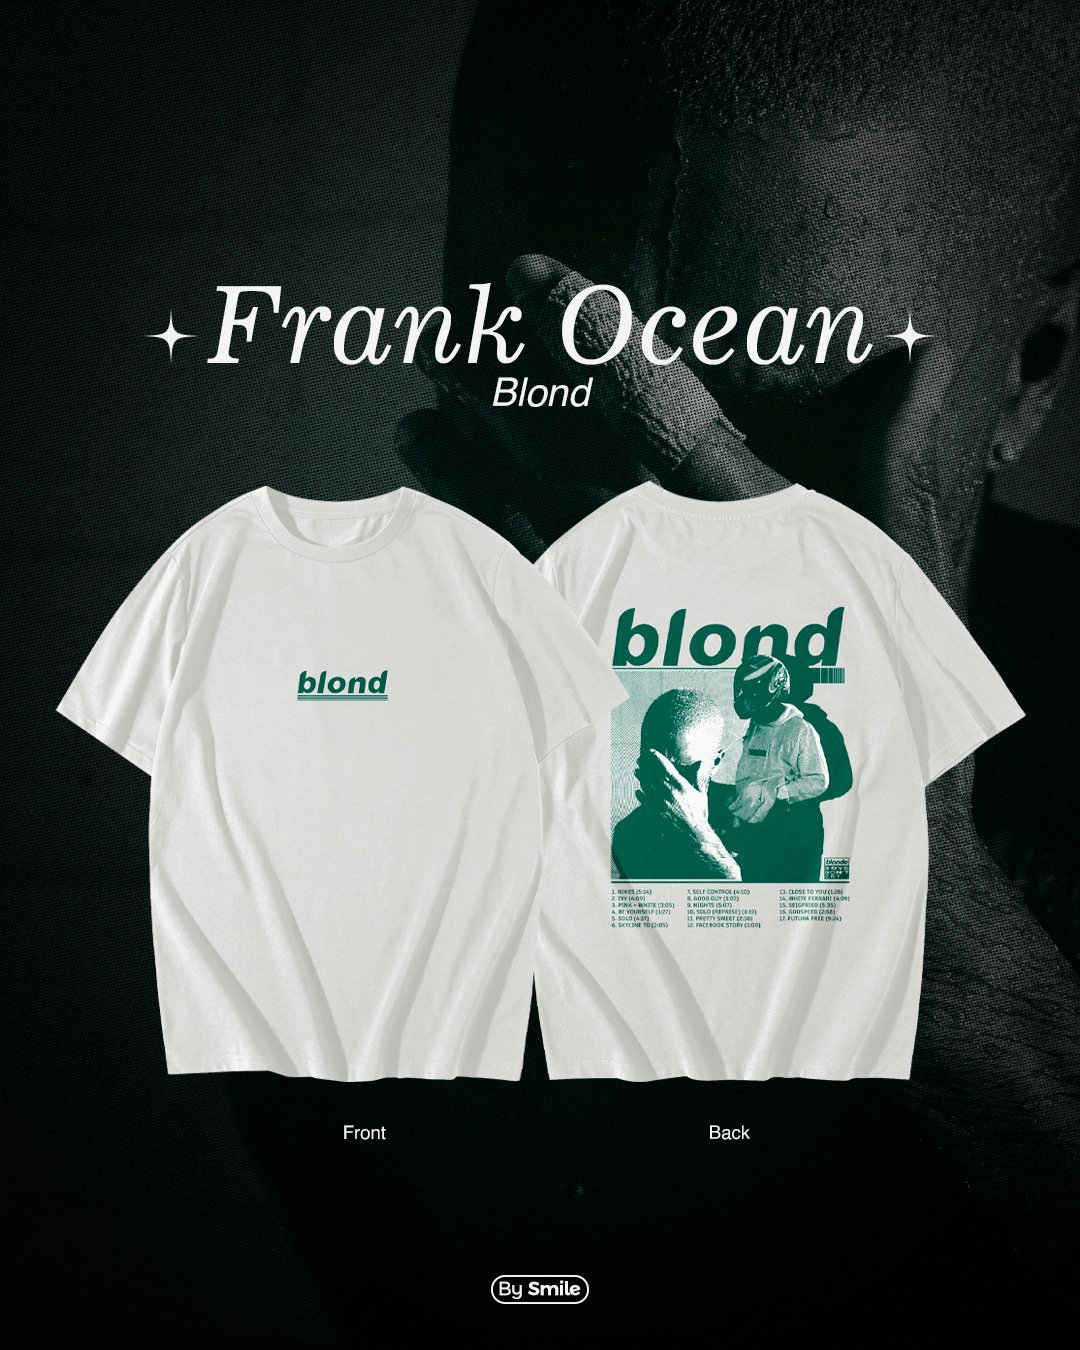 Frank Ocean
Blond
blond
blond
blonde
BOYS
DON'T
CRY
1. NIKES (5:14)
2. IVY (4:09)
3. PINK + WHITE (3:05)
4. BE YOURSELF (1:27)
5. SOLO (4:17)
6. SKYLINE TO (3:05)
7. SELF CONTROL (4:10)
8. GOOD GUY (1:07)
9. NIGHTS (5:07)
10. SOLO (REPRISE) (1:19)
11. PRETTY SWEET (2:38)
12. FACEBOOK STORY (1:09)
13. CLOSE TO YOU (1:26)
14. WHITE FERRARI (4:09)
15. SEIGFRIED (5:35)
16. GODSPEED (2:58)
17. FUTURA FREE (9:24)
Front
Back
By Smile